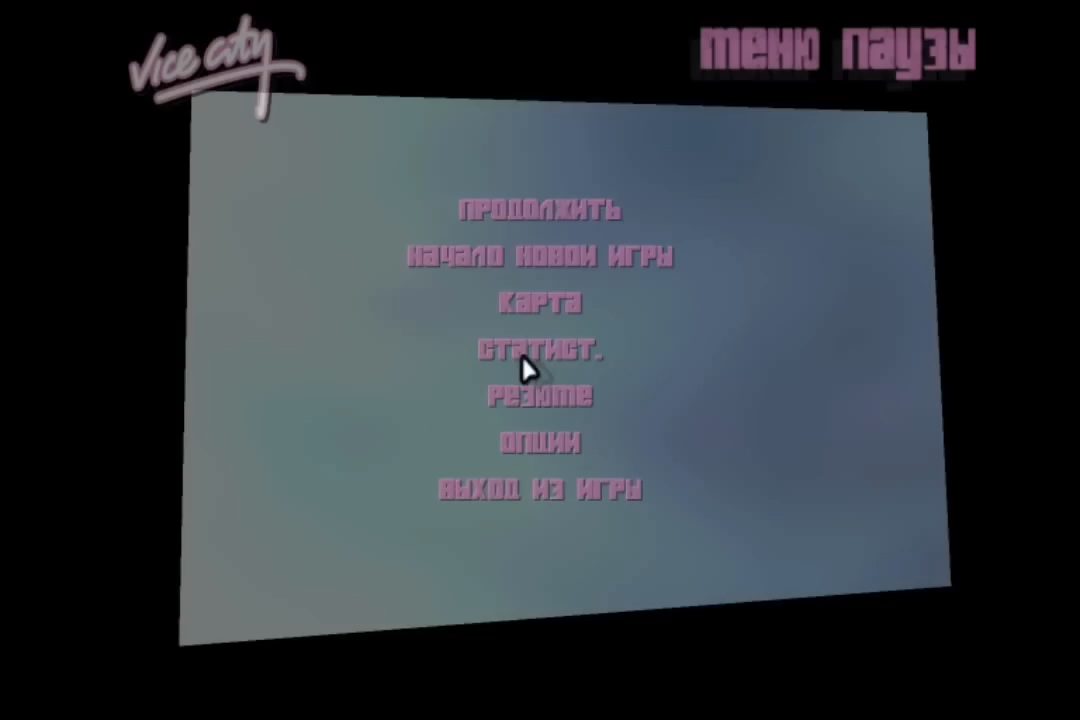 Vice City
Меню паузы
Продолжить
Начало новой игры
Карта
Статист.
Резюме
Опции
Выход из игры